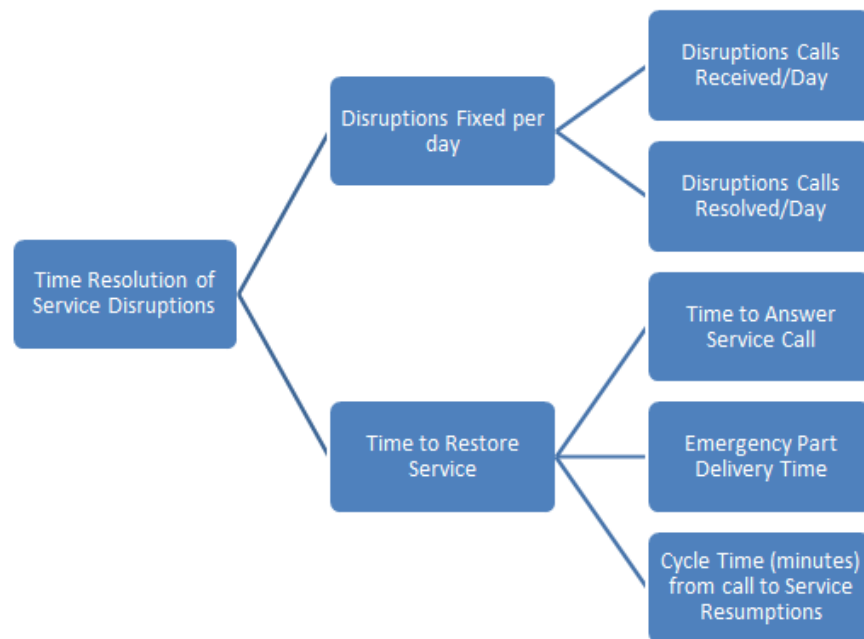 Time Resolution of
Service Disruptions
Disruptions Fixed per
day
Disruptions Calls
Received/Day
Disruptions Calls
Resolved/Day
Time to Restore
Service
Time to Answer
Service Call
Emergency Part
Delivery Time
Cycle Time (minutes)
from call to Service
Resumptions